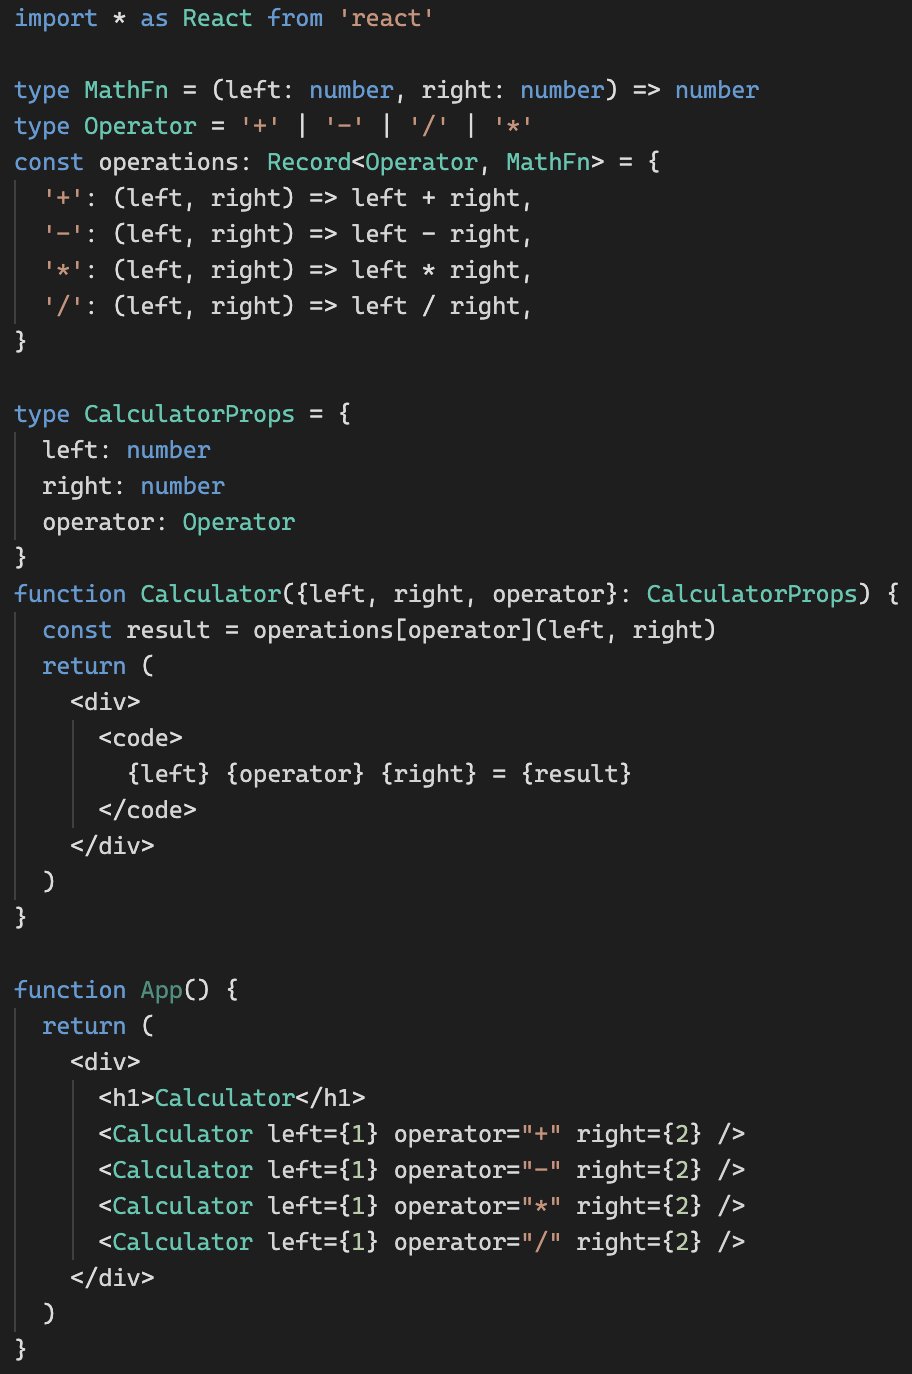 import * as React from 'react'

type MathFn = (left: number, right: number) => number
type Operator = '+' | '-' | '/' | '*'
const operations: Record<Operator, MathFn> = {
  '+': (left, right) => left + right,
  '-': (left, right) => left - right,
  '*': (left, right) => left * right,
  '/': (left, right) => left / right,
}

type CalculatorProps = {
  left: number
  right: number
  operator: Operator
}
function Calculator({left, right, operator}: CalculatorProps) {
  const result = operations[operator](left, right)
  return (
    <div>
      <code>
        {left} {operator} {right} = {result}
      </code>
    </div>
  )
}

function App() {
  return (
    <div>
      <h1>Calculator</h1>
      <Calculator left={1} operator="+" right={2} />
      <Calculator left={1} operator="-" right={2} />
      <Calculator left={1} operator="*" right={2} />
      <Calculator left={1} operator="/" right={2} />
    </div>
  )
}